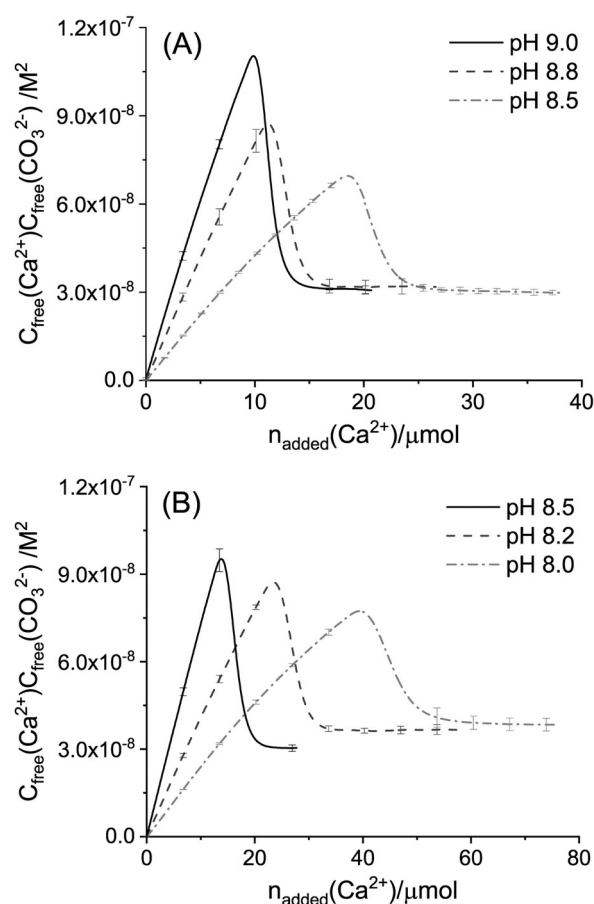 (A)
pH 9.0
pH 8.8
pH 8.5
1.2x10⁻⁷
9.0x10⁻⁸
6.0x10⁻⁸
3.0x10⁻⁸
0.0
C_free(Ca²⁺)C_free(CO₃²⁻) /M²
0 10 20 30 40
n_added(Ca²⁺)/μmol
(B)
pH 8.5
pH 8.2
pH 8.0
1.2x10⁻⁷
9.0x10⁻⁸
6.0x10⁻⁸
3.0x10⁻⁸
0.0
C_free(Ca²⁺)C_free(CO₃²⁻) /M²
0 20 40 60 80
n_added(Ca²⁺)/μmol